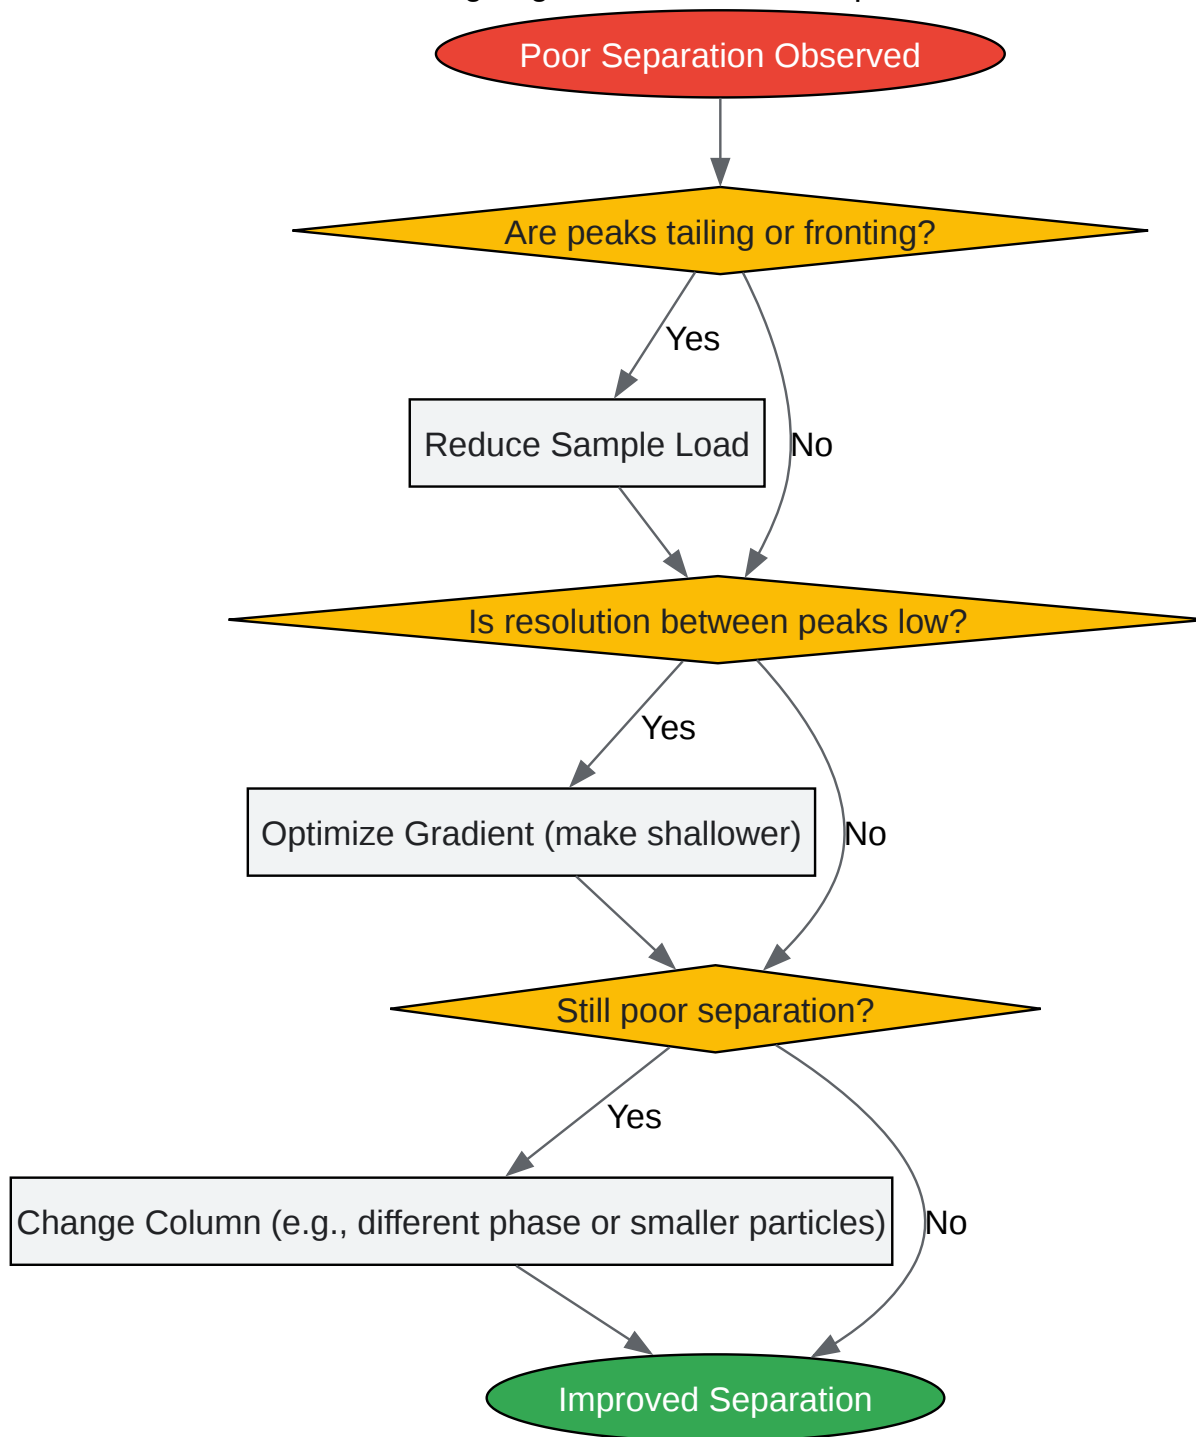 Poor Separation Observed
Are peaks tailing or fronting?
Yes
Reduce Sample Load
No
Is resolution between peaks low?
Yes
Optimize Gradient (make shallower)
No
Still poor separation?
Yes
Change Column (e.g., different phase or smaller particles)
No
Improved Separation